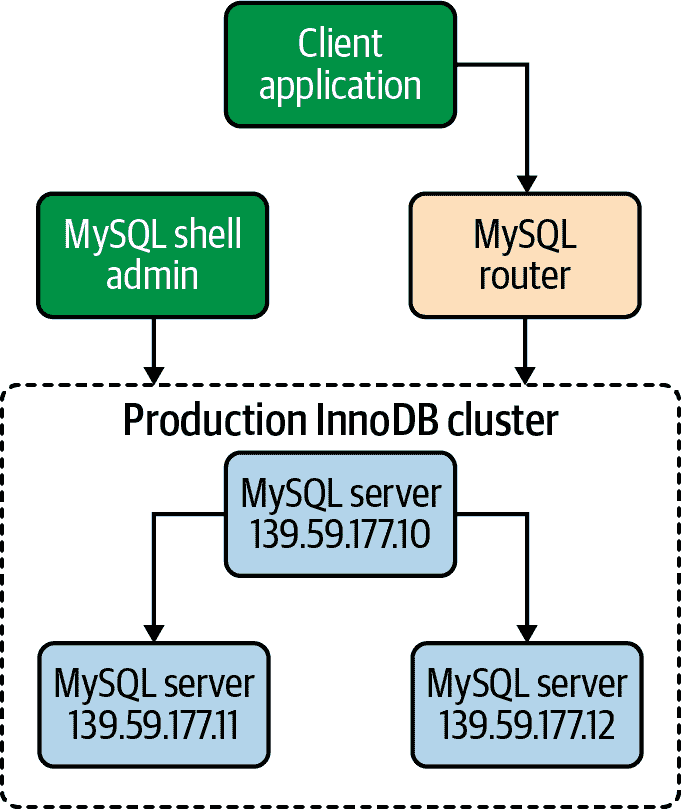 Client
application
MySQL shell
admin
MySQL
router
Production InnoDB cluster
MySQL server
139.59.177.10
MySQL server
139.59.177.11
MySQL server
139.59.177.12